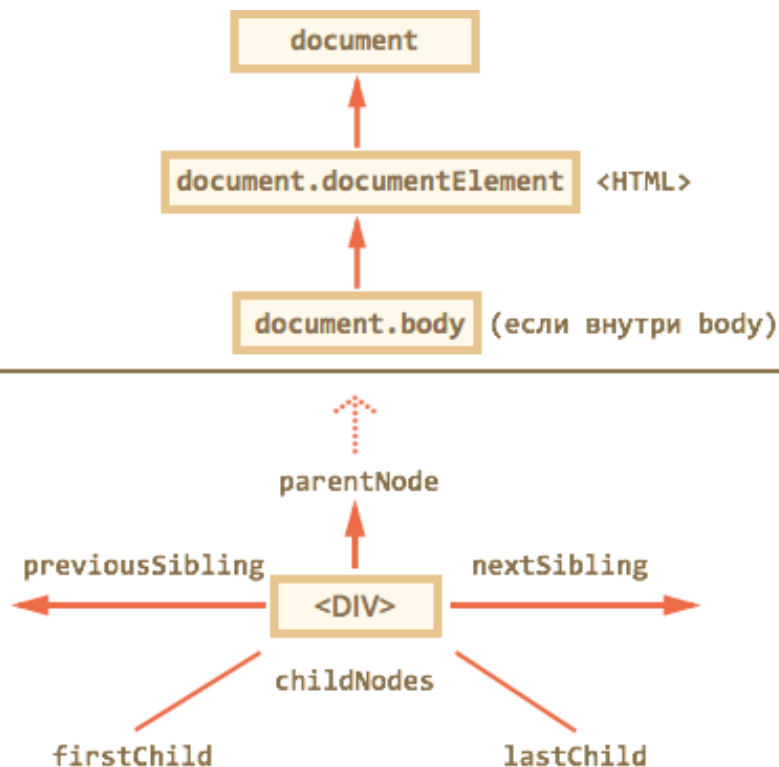 document
document.documentElement <HTML>
document.body (если внутри body)
parentNode
previousSibling nextSibling
<DIV>
childNodes
firstChild lastChild